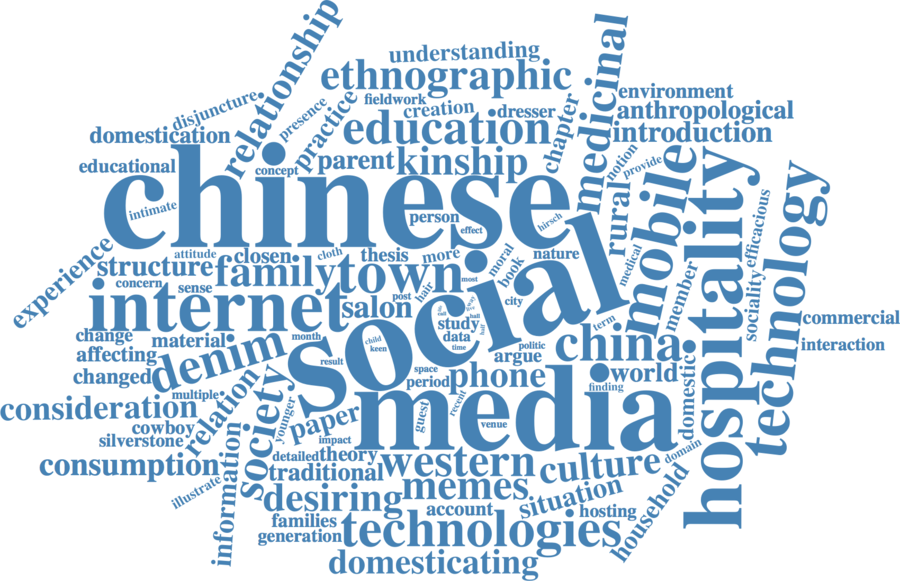 understanding
relationship
medicinal
ethnographic
environment
disjuncture
presence
practice
fieldwork
creation
dresser
chapter
anthropological
domestication
education
introduction
educational
concept
parent
kinship
notion
provide
chinese
intimate
person
effect
hirsch
rural
mobile
hospitality
technology
efficacious
experience
attitude
closen
cloth
thesis
more
moral
book
nature
medical
structure
family
town
concern
sense
most
city
member
sociality
internet
salon
post
hair
social
commercial
change
material
month
study
data
time
half
term
politic
china
interaction
affecting
denim
child
keen
argue
changed
result
space
period
phone
world
finding
domestic
multiple
relation
society
younger
consideration
paper
guest
recent
media
venue
cowboy
silverstone
impact
domain
consumption
detailed
theory
western
culture
household
illustrate
information
traditional
memes
situation
desiring
account
hosting
families
technologies
generation
domesticating